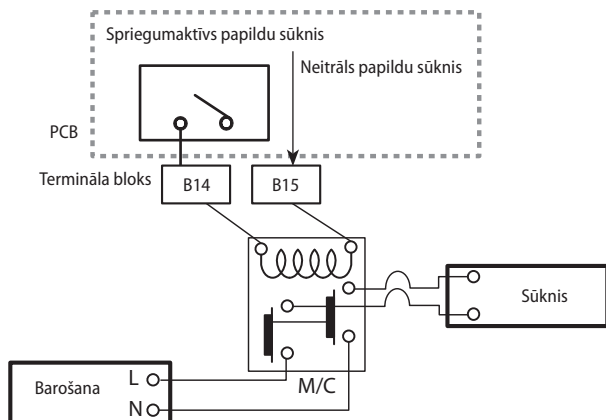 Spriegumaktīvs papildu sūknis
Neitrāls papildu sūknis
PCB
Termināla bloks
B14
B15
Sūknis
M/C
Barošana
L
N